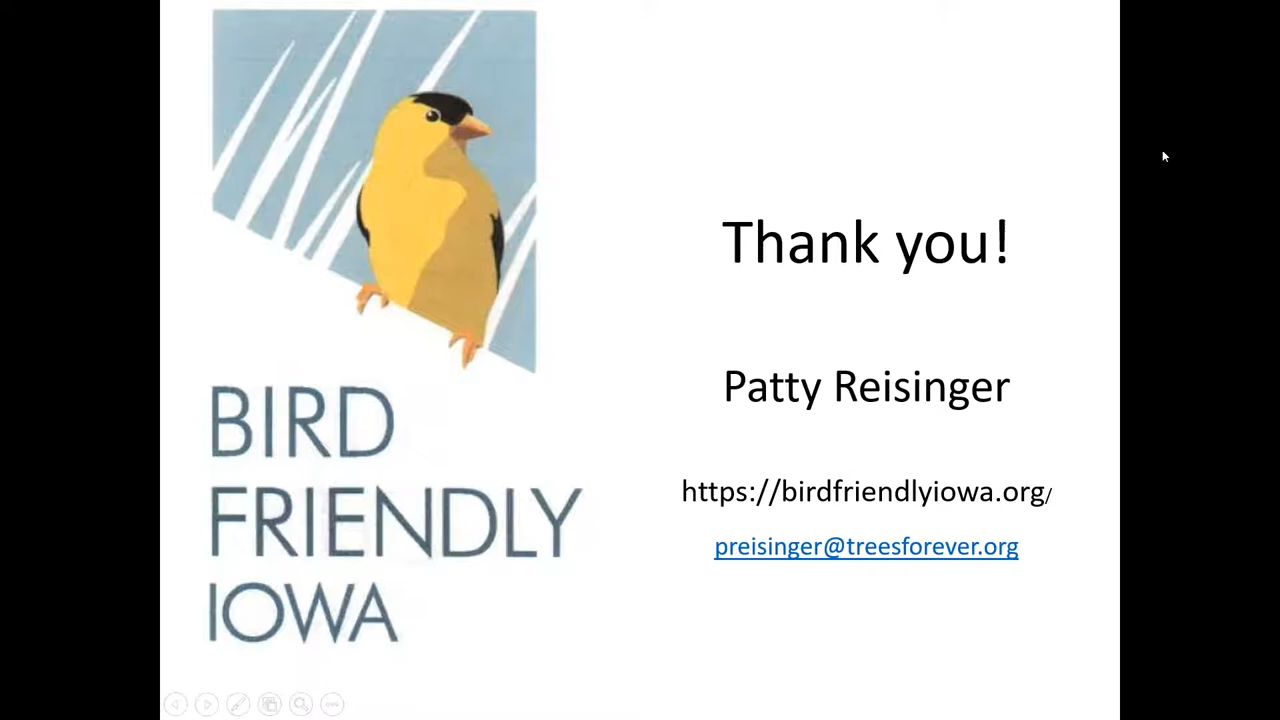 BIRD
FRIENDLY
IOWA
Thank you!
Patty Reisinger
https://birdfriendlyiowa.org/
preisinger@treesforever.org